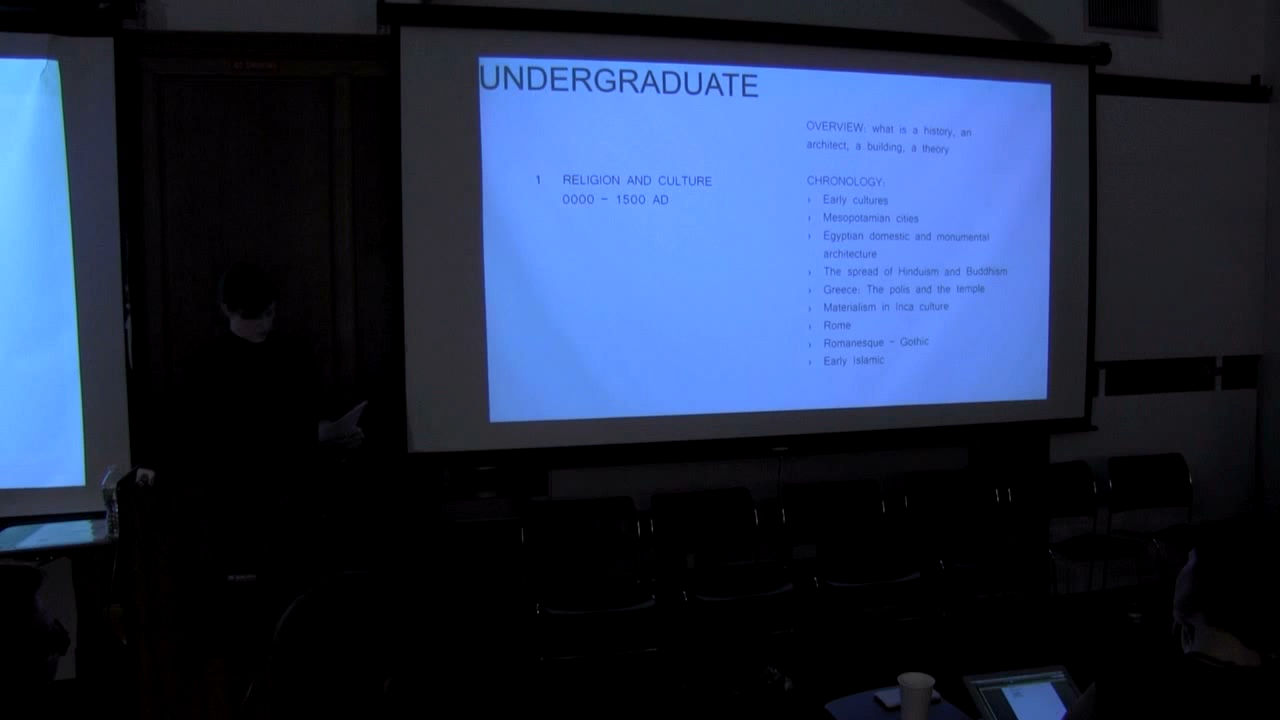 NO SMOKING
UNDERGRADUATE
1 RELIGION AND CULTURE
0000 - 1500 AD
OVERVIEW: what is a history, an
architect, a building, a theory
CHRONOLOGY:
› Early cultures
› Mesopotamian cities
› Egyptian domestic and monumental
architecture
› The spread of Hinduism and Buddhism
› Greece: The polis and the temple
› Materialism in Inca culture
› Rome
› Romanesque - Gothic
› Early Islamic